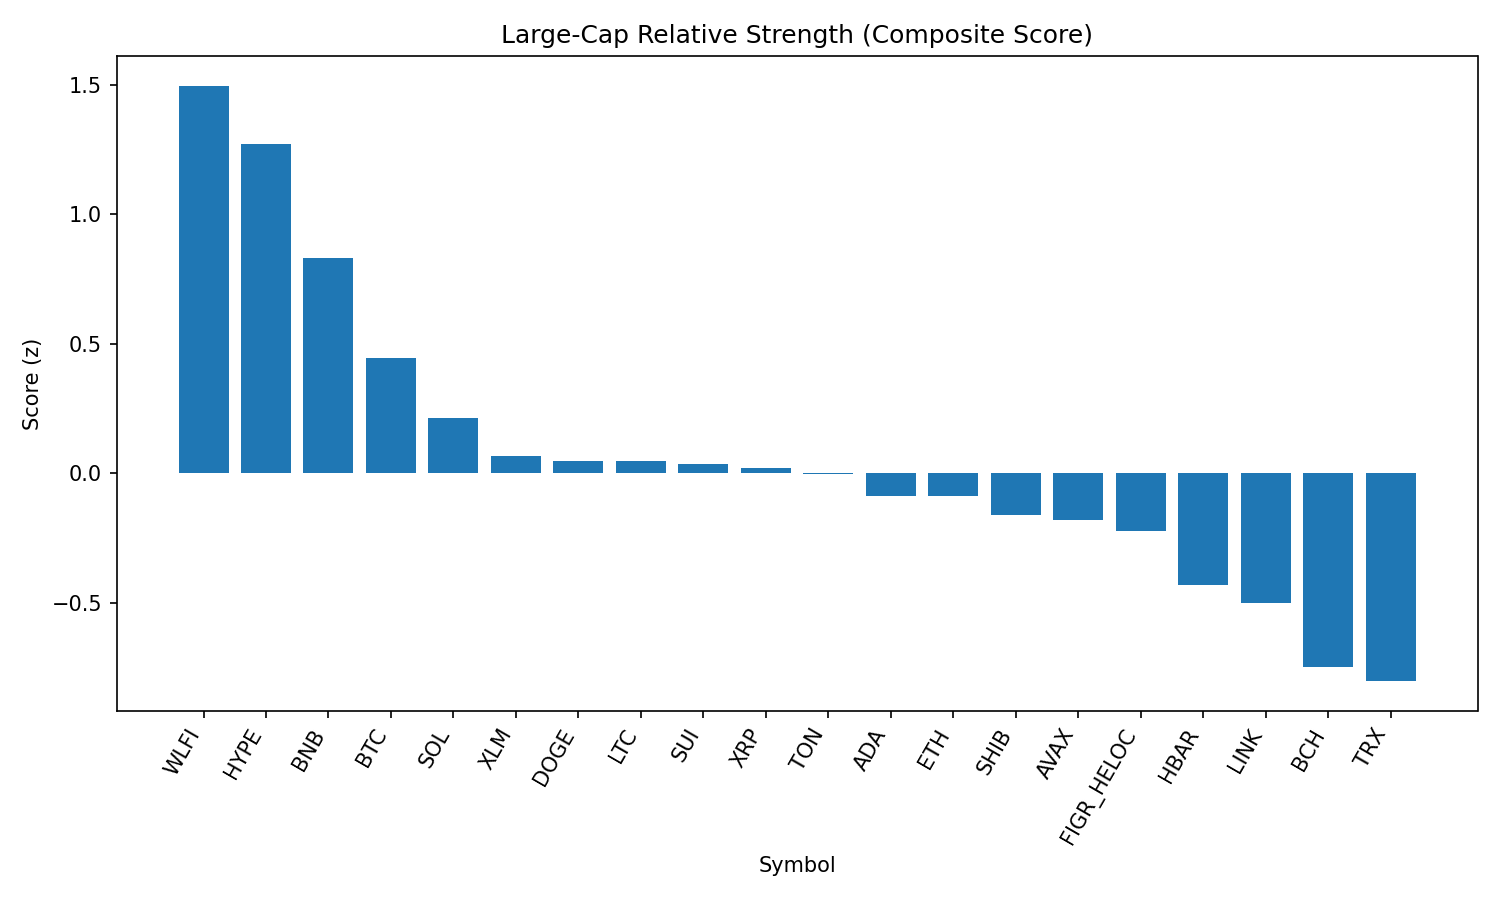 Large-Cap Relative Strength (Composite Score)
1.5
1.0
0.5
0.0
−0.5
Score (z)
WLFI
HYPE
BNB
BTC
SOL
XLM
DOGE
LTC
SUI
XRP
TON
ADA
ETH
SHIB
AVAX
FIGR_HELOC
HBAR
LINK
BCH
TRX
Symbol